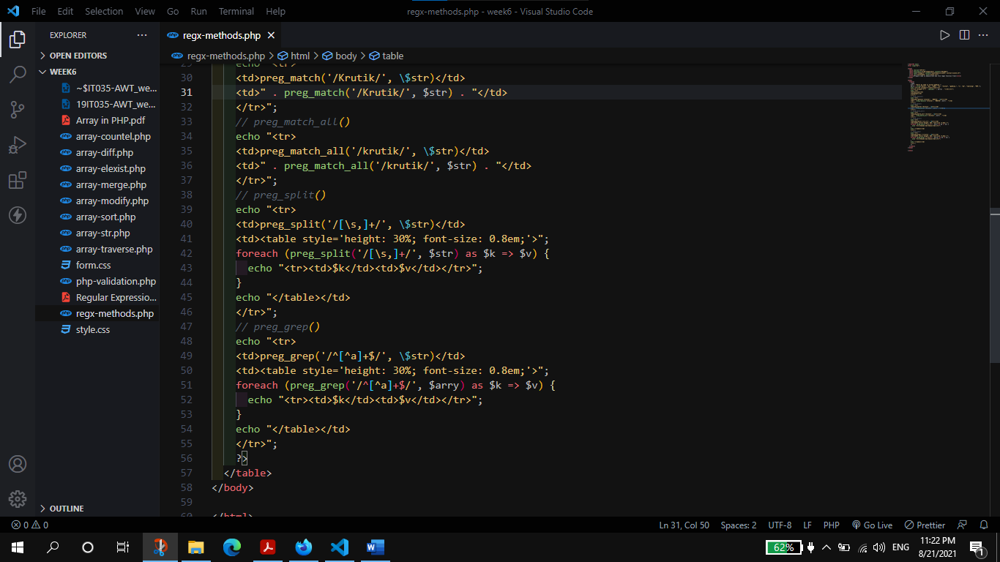 File Edit Selection View Go Run Terminal Help regx-methods.php - week6 - Visual Studio Code
EXPLORER
OPEN EDITORS
WEEK6
~$IT035-AWT_we...
19IT035-AWT_we...
Array in PHP.pdf
array-countel.php
array-diff.php
array-elexist.php
array-merge.php
array-modify.php
array-sort.php
array-str.php
array-traverse.php
form.css
php-validation.php
Regular Expressio...
regx-methods.php
style.css
OUTLINE
regx-methods.php
regx-methods.php > html > body > table
29 echo "<tr>
30 <td>preg_match('/Krutik/', \$str)</td>
31 <td>" . preg_match('/Krutik/', $str) . "</td>
32 </tr>";
33 // preg_match_all()
34 echo "<tr>
35 <td>preg_match_all('/krutik/', \$str)</td>
36 <td>" . preg_match_all('/krutik/', $str) . "</td>
37 </tr>";
38 // preg_split()
39 echo "<tr>
40 <td>preg_split('/[\s,]+/', \$str)</td>
41 <td><table style='height: 30%; font-size: 0.8em;'>";
42 foreach (preg_split('/[\s,]+/', $str) as $k => $v) {
43 echo "<tr><td>$k</td><td>$v</td></tr>";
44 }
45 echo "</table></td>
46 </tr>";
47 // preg_grep()
48 echo "<tr>
49 <td>preg_grep('/^[^a]+$/', \$str)</td>
50 <td><table style='height: 30%; font-size: 0.8em;'>";
51 foreach (preg_grep('/^[^a]+$/', $arry) as $k => $v) {
52 echo "<tr><td>$k</td><td>$v</td></tr>";
53 }
54 echo "</table></td>
55 </tr>";
56 ?>
57 </table>
58 </body>
59
60 </html>
0 0 Ln 31, Col 50 Spaces: 2 UTF-8 LF PHP Go Live Prettier
62% ENG 11:22 PM
8/21/2021
1